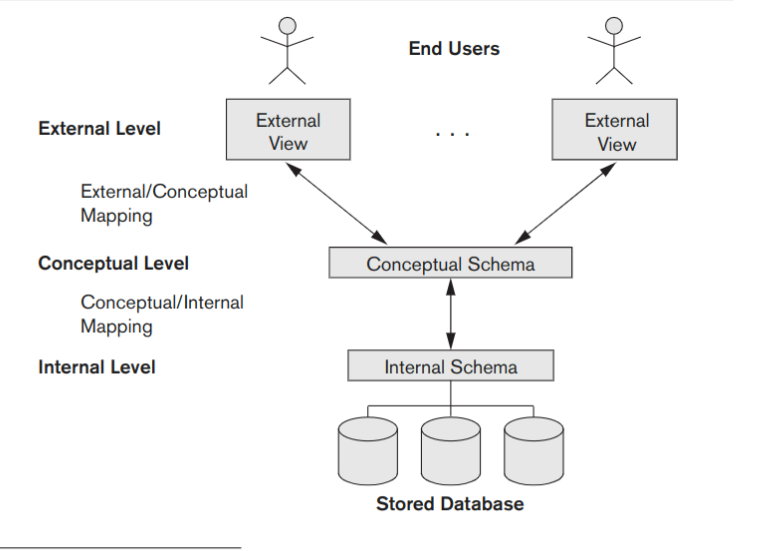 End Users
External Level
External
View
. . .
External
View
External/Conceptual
Mapping
Conceptual Level
Conceptual Schema
Conceptual/Internal
Mapping
Internal Level
Internal Schema
Stored Database